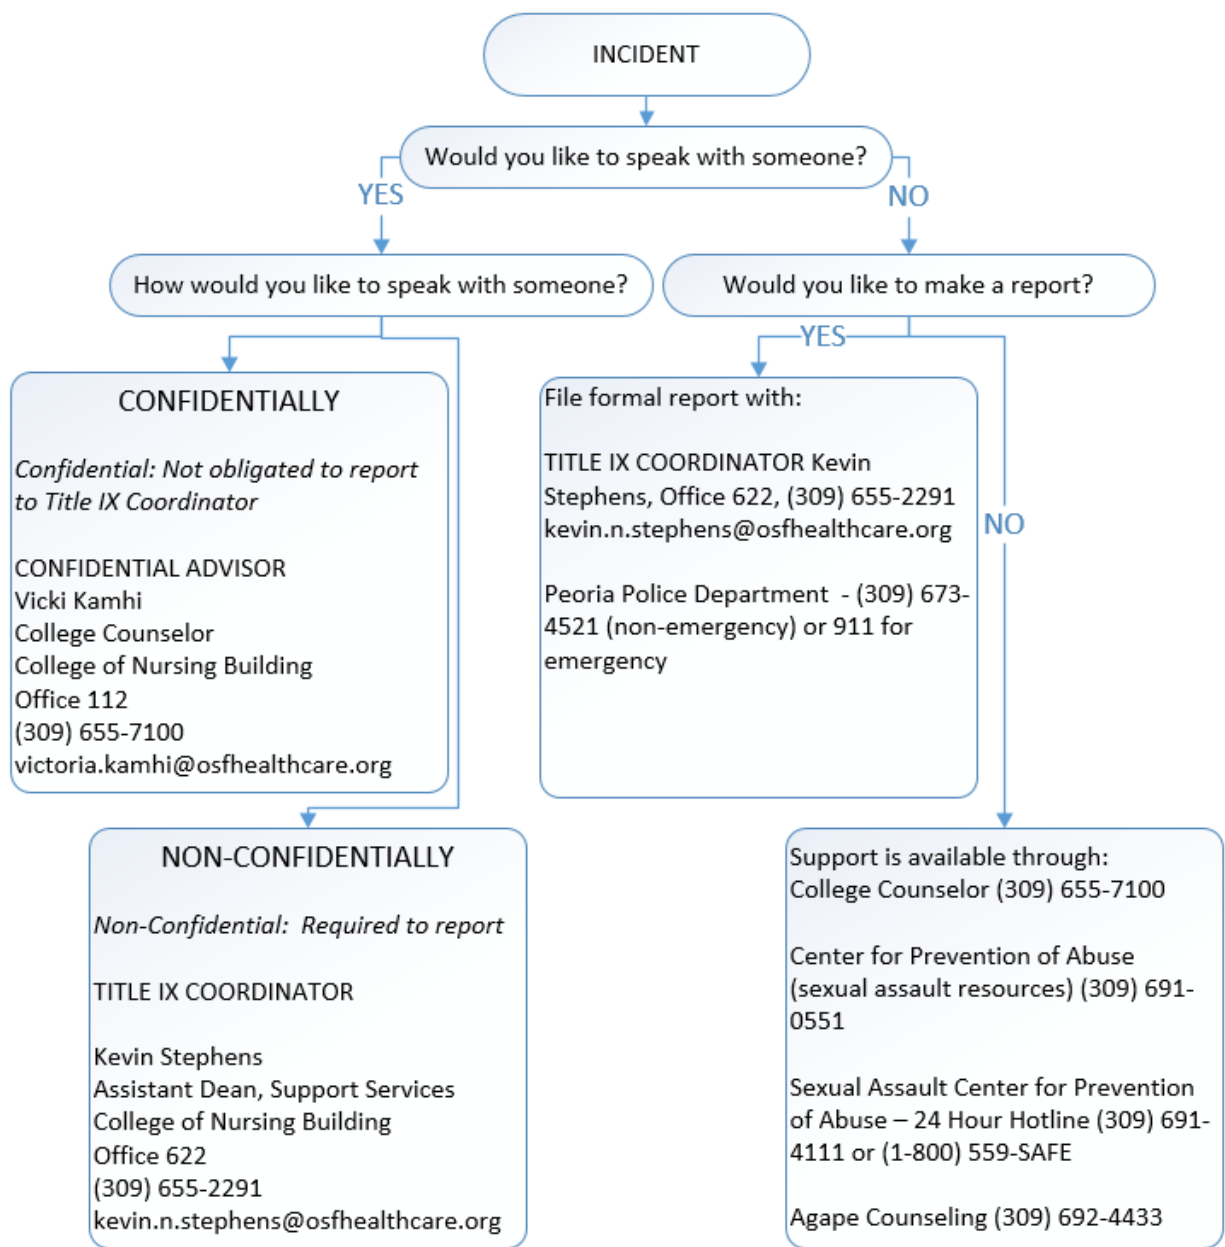 INCIDENT
Would you like to speak with someone?
YES
NO
How would you like to speak with someone?
Would you like to make a report?
YES
CONFIDENTIALLY
Confidential: Not obligated to report
to Title IX Coordinator
CONFIDENTIAL ADVISOR
Vicki Kamhi
College Counselor
College of Nursing Building
Office 112
(309) 655-7100
victoria.kamhi@osfhealthcare.org
File formal report with:
TITLE IX COORDINATOR Kevin
Stephens, Office 622, (309) 655-2291
kevin.n.stephens@osfhealthcare.org
Peoria Police Department  - (309) 673-
4521 (non-emergency) or 911 for
emergency
NO
NON-CONFIDENTIALLY
Non-Confidential:  Required to report
TITLE IX COORDINATOR
Kevin Stephens
Assistant Dean, Support Services
College of Nursing Building
Office 622
(309) 655-2291
kevin.n.stephens@osfhealthcare.org
Support is available through:
College Counselor (309) 655-7100
Center for Prevention of Abuse
(sexual assault resources) (309) 691-
0551
Sexual Assault Center for Prevention
of Abuse – 24 Hour Hotline (309) 691-
4111 or (1-800) 559-SAFE
Agape Counseling (309) 692-4433